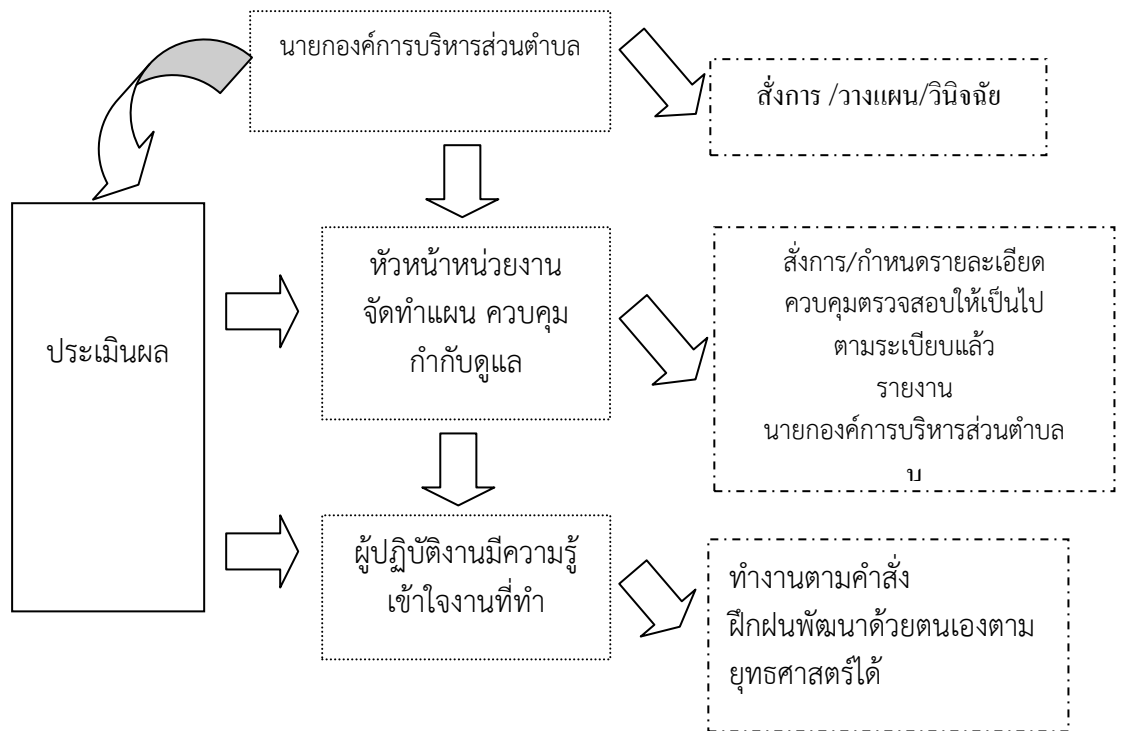 นายกองค์การบริหารส่วนตำบล
สั่งการ /วางแผน/วินิจฉัย
ประเมินผล
หัวหน้าหน่วยงาน
จัดทำแผน ควบคุม
กำกับดูแล
สั่งการ/กำหนดรายละเอียด
ควบคุมตรวจสอบให้เป็นไป
ตามระเบียบแล้ว
รายงาน
นายกองค์การบริหารส่วนตำบล
บ
ผู้ปฏิบัติงานมีความรู้
เข้าใจงานที่ทำ
ทำงานตามคำสั่ง
ฝึกฝนพัฒนาด้วยตนเองตาม
ยุทธศาสตร์ได้